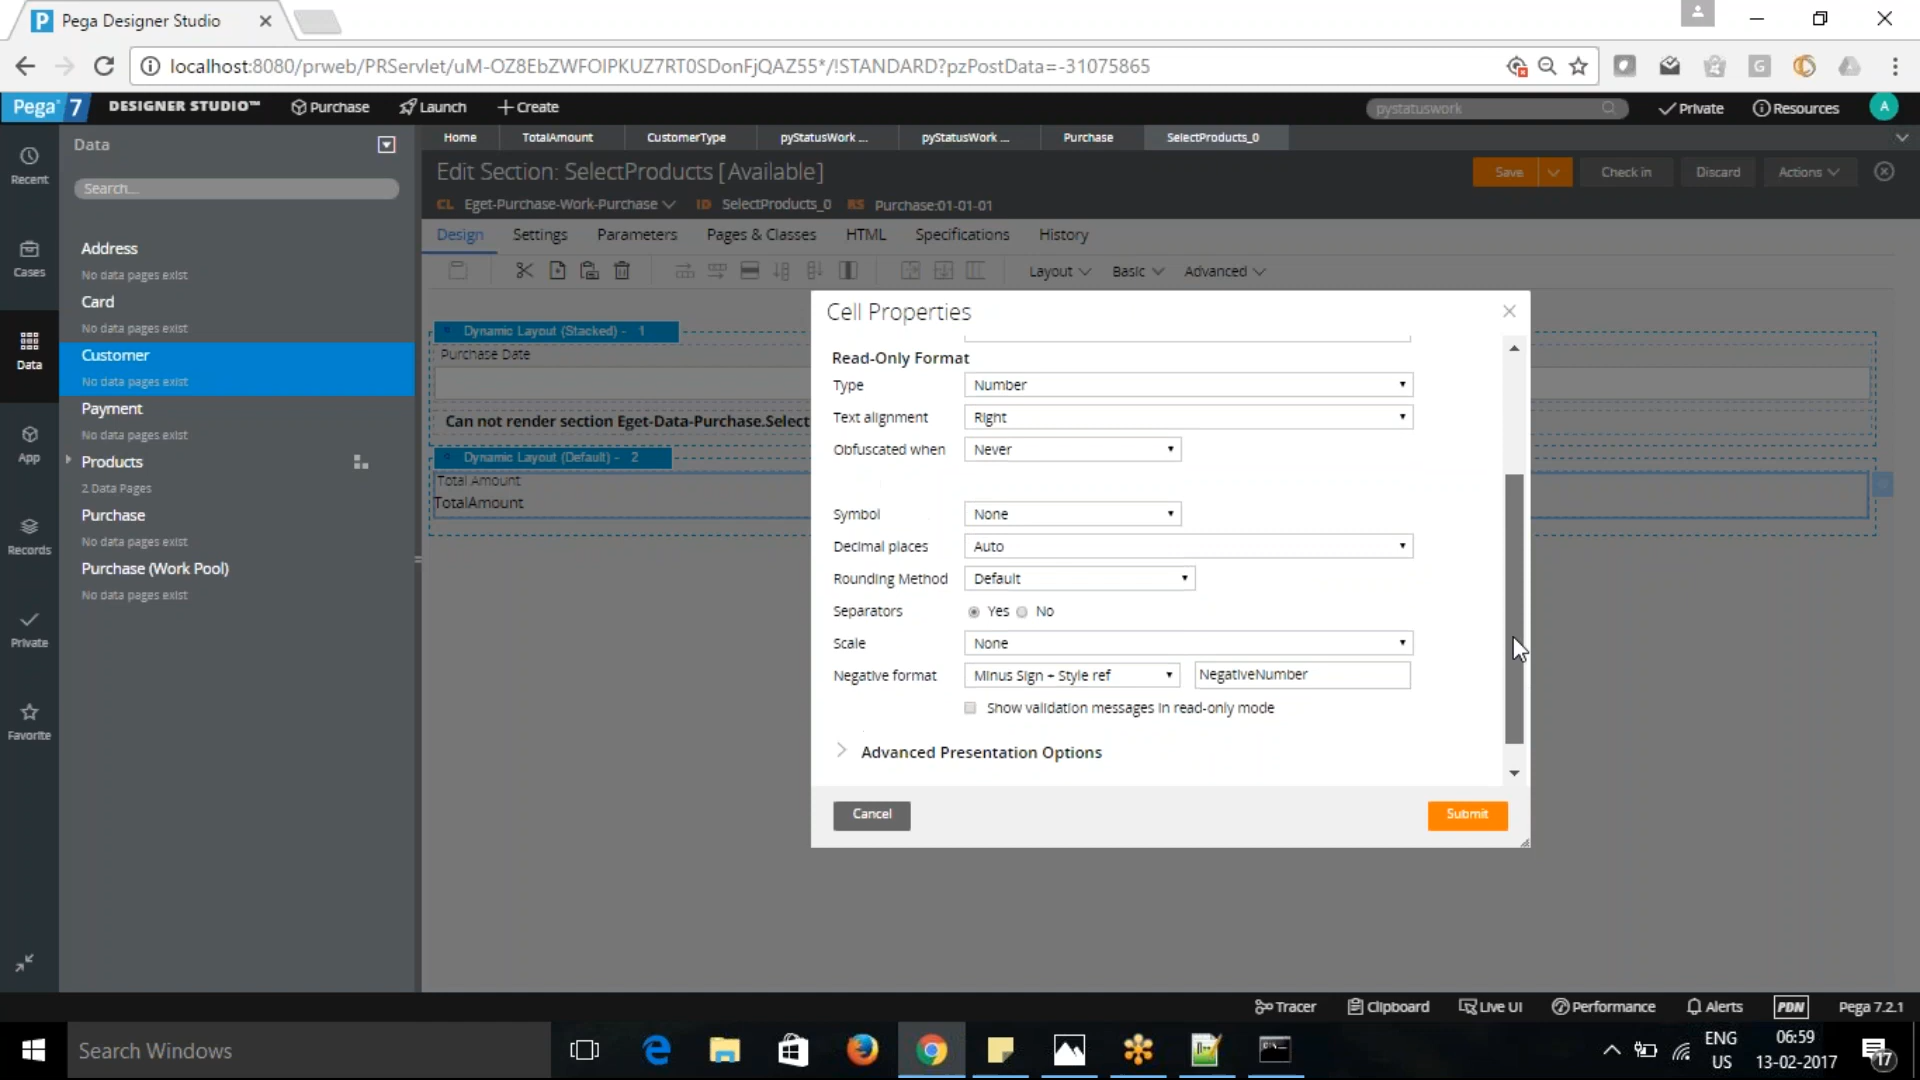 Pega Designer Studio
localhost:8080/prweb/PRServlet/uM-OZ8EbZWFOIPKUZ7RT0SDonFjQAZ55*/!STANDARD?pzPostData=-31075865
Pega 7 DESIGNER STUDIO™ Purchase Launch Create pystatuswork Private Resources A
Data
Search...
Home TotalAmount CustomerType pyStatusWork ... pyStatusWork ... Purchase SelectProducts_0
Edit Section: SelectProducts [Available] Save Check in Discard Actions
CL Eget-Purchase-Work-Purchase ID SelectProducts_0 RS Purchase:01-01-01
Design Settings Parameters Pages & Classes HTML Specifications History
Layout Basic Advanced
Recent
Cases
Data
App
Records
Private
Favorite
Address
No data pages exist
Card
No data pages exist
Customer
No data pages exist
Payment
No data pages exist
Products
2 Data Pages
Purchase
No data pages exist
Purchase (Work Pool)
No data pages exist
Dynamic Layout (Stacked) - 1
Purchase Date
Can not render section Eget-Data-Purchase.Select
Dynamic Layout (Default) - 2
Total Amount
TotalAmount
Cell Properties
Read-Only Format
Type Number
Text alignment Right
Obfuscated when Never
Symbol None
Decimal places Auto
Rounding Method Default
Separators Yes No
Scale None
Negative format Minus Sign + Style ref NegativeNumber
Show validation messages in read-only mode
Advanced Presentation Options
Cancel Submit
Tracer Clipboard Live UI Performance Alerts PDN Pega 7.2.1
Search Windows
ENG
US
06:59
13-02-2017
17